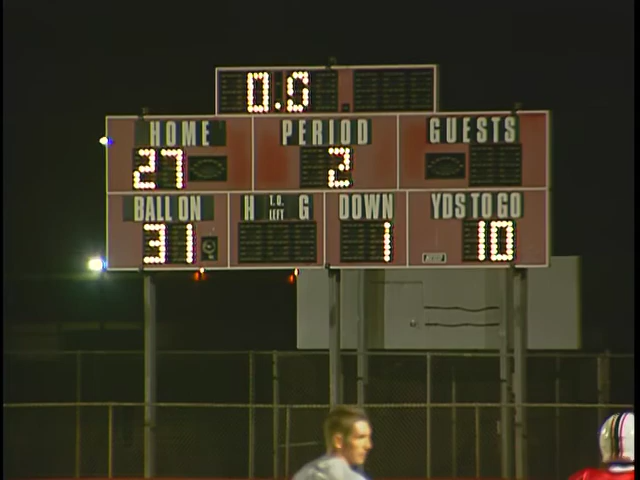 0.0
HOME PERIOD GUESTS
27 2
BALL ON H T.O. LEFT G DOWN YDS TO GO
31 1 10